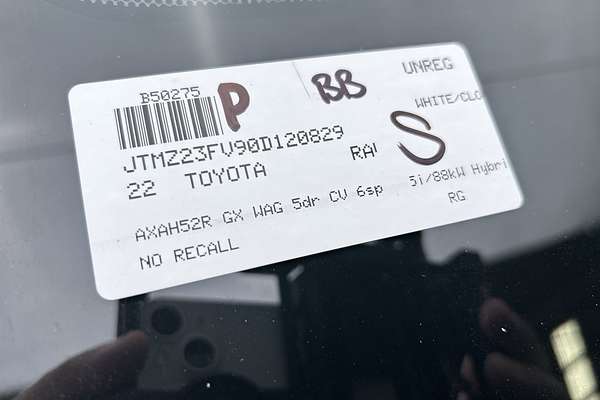 B50275 P BB UNREG
WHITE/CLO
JTMZ23FV90D120829 S
22 TOYOTA RAV
5i/88kW Hybri
AXAH52R GX WAG 5dr CV 6sp RG
NO RECALL